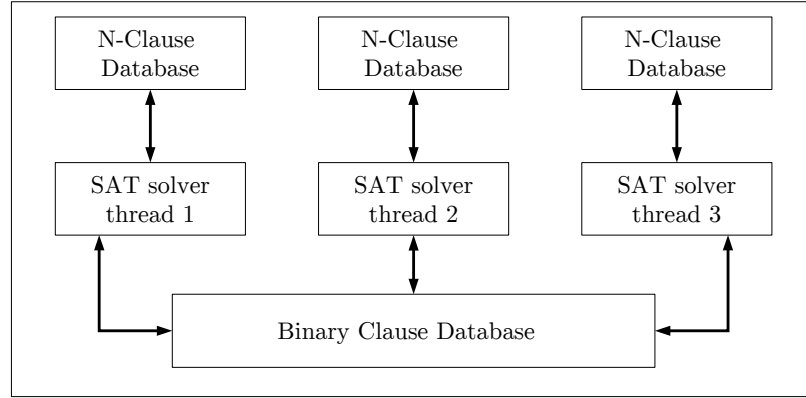 N-Clause
Database
N-Clause
Database
N-Clause
Database
SAT solver
thread 1
SAT solver
thread 2
SAT solver
thread 3
Binary Clause Database